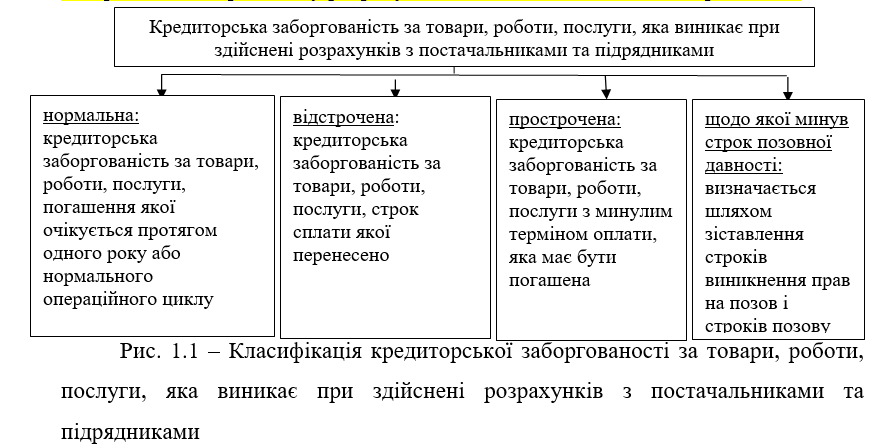 Кредиторська заборгованість за товари, роботи, послуги, яка виникає при
здійснені розрахунків з постачальниками та підрядниками
нормальна:
кредиторська
заборгованість за товари,
роботи, послуги,
погашення якої
очікується протягом
одного року або
нормального
операційного циклу
відстрочена:
кредиторська
заборгованість за
товари, роботи,
послуги, строк
сплати якої
перенесено
прострочена:
кредиторська
заборгованість за
товари, роботи,
послуги з минулим
терміном оплати,
яка має бути
погашена
щодо якої минув
строк позовної
давності:
визначається
шляхом
зіставлення
строків
виникнення прав
на позов і
строків позову
Рис. 1.1 – Класифікація кредиторської заборгованості за товари, роботи,
послуги, яка виникає при здійснені розрахунків з постачальниками та
підрядниками